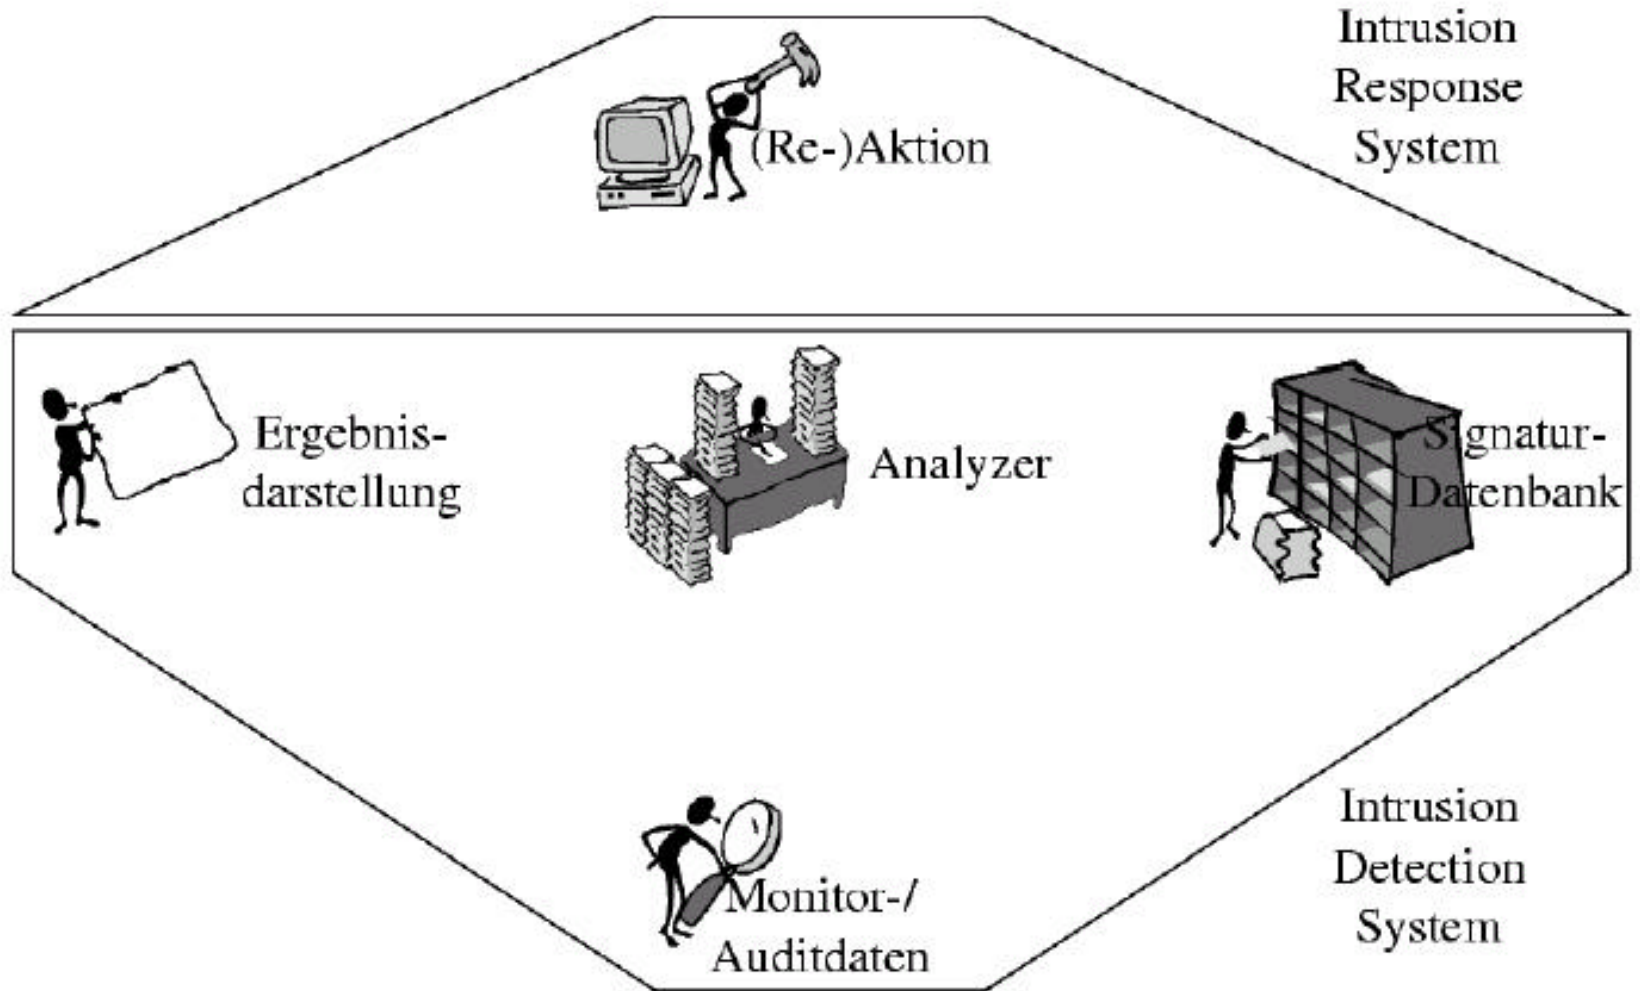 Intrusion
Response
System
(Re-)Aktion
Ergebnis-
darstellung
Analyzer
Signatur-
Datenbank
Monitor-/
Auditdaten
Intrusion
Detection
System